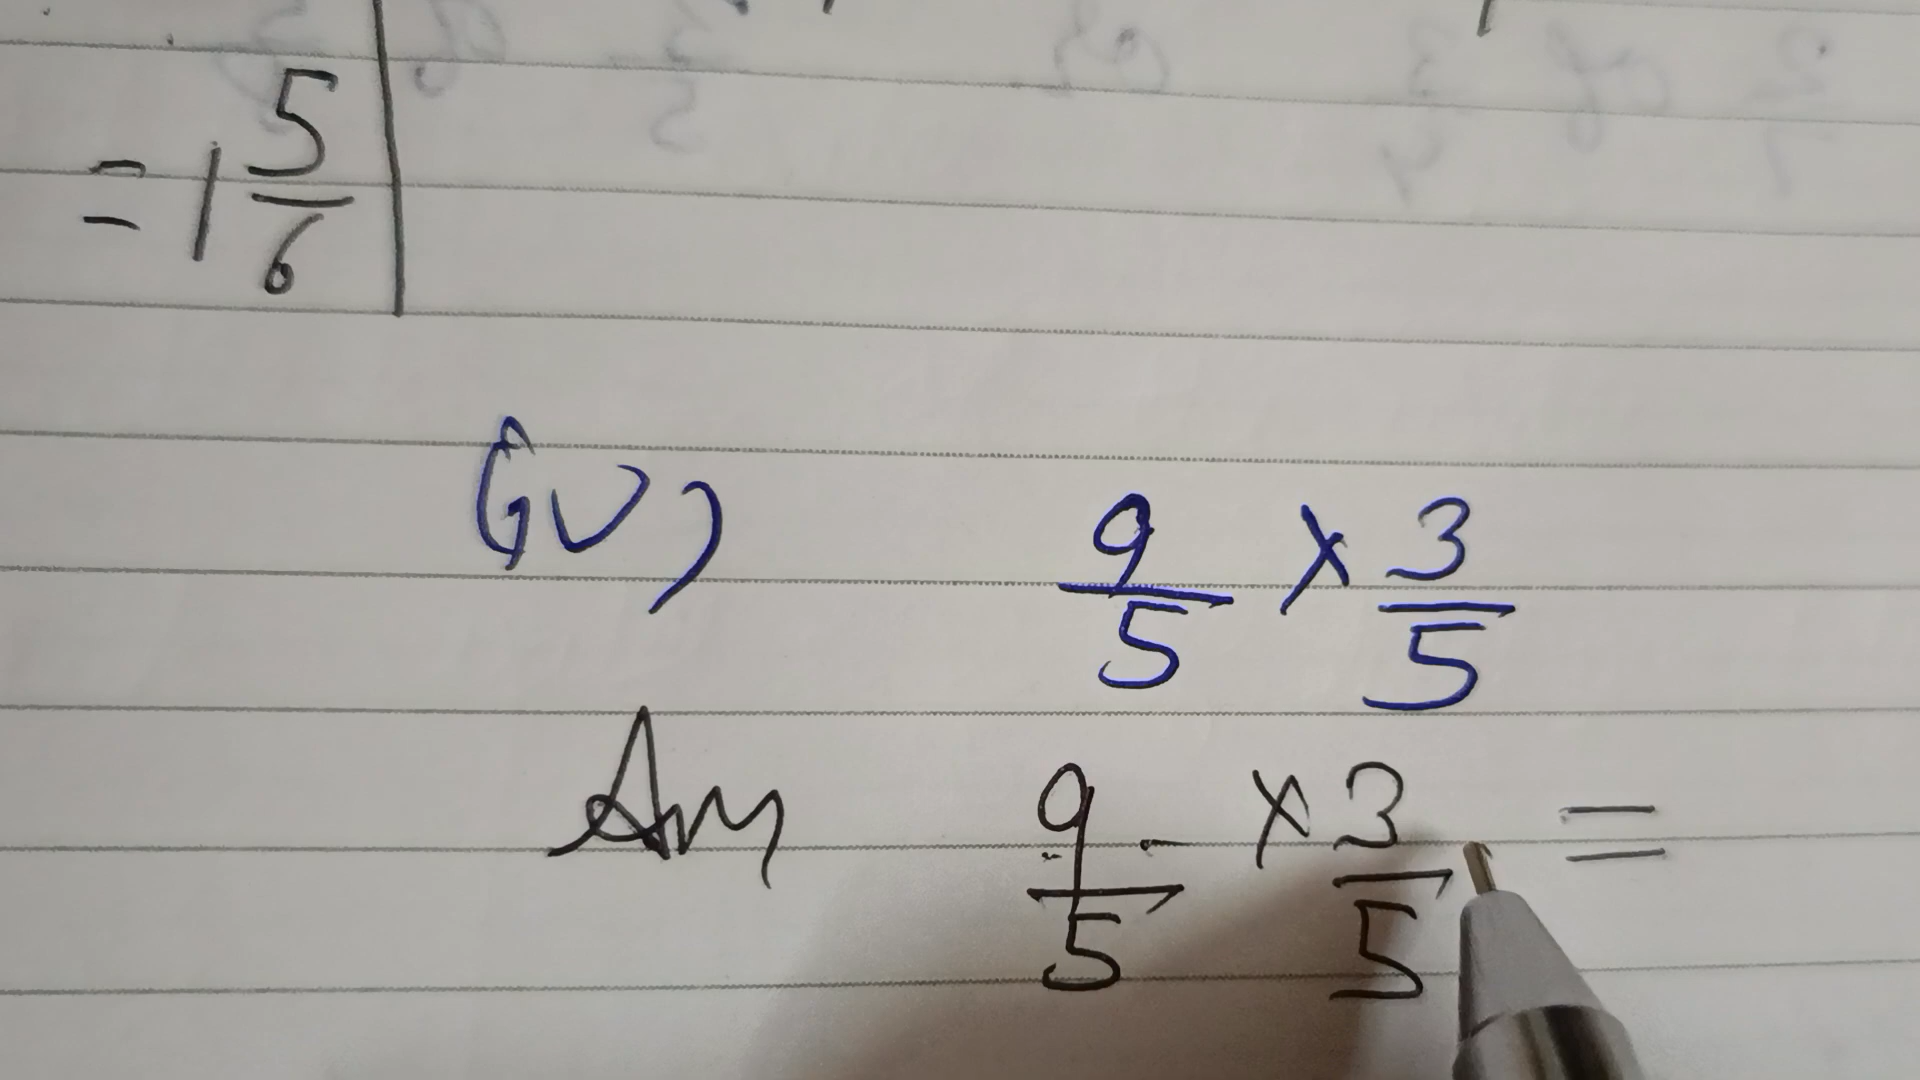 = 1 5/6
(iv) 9/5 × 3/5
Ans 9/5 × 3/5 =